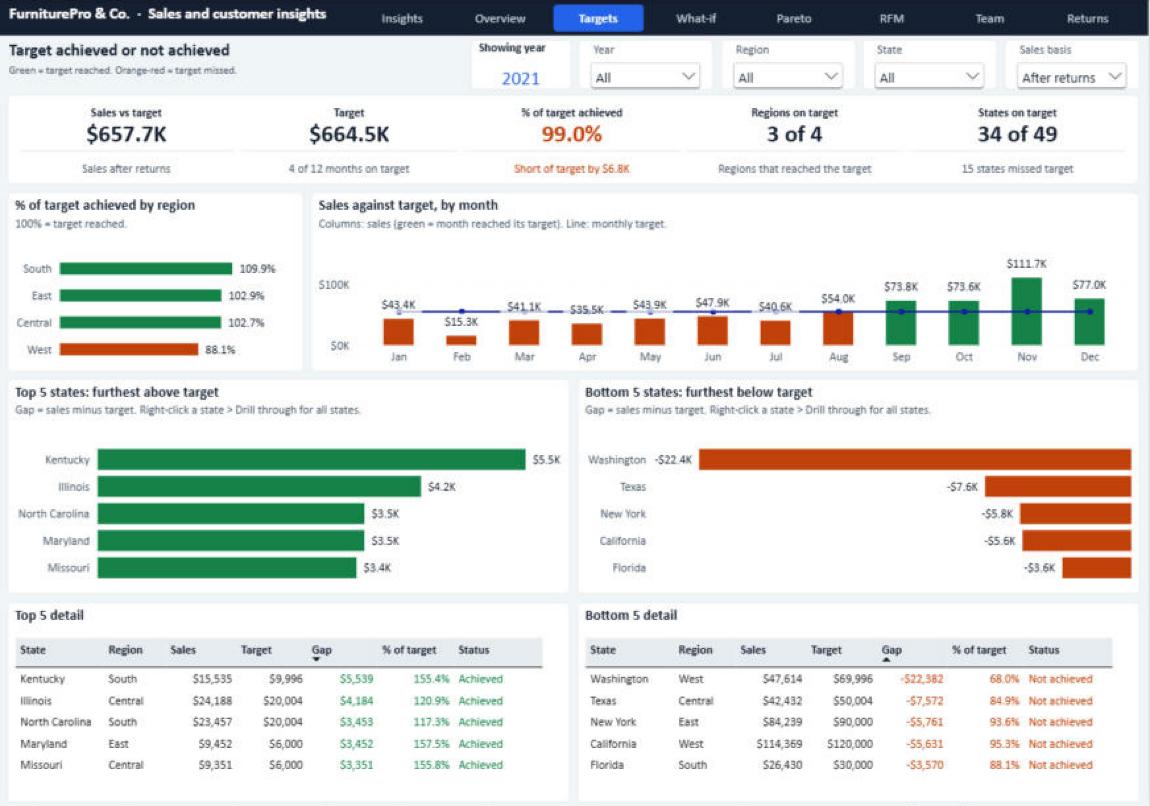 FurniturePro & Co. · Sales and customer insights
Insights
Overview
Targets
What-if
Pareto
RFM
Team
Returns
Target achieved or not achieved
Green = target reached. Orange-red = target missed.
Showing year
2021
Year
All
Region
All
State
All
Sales basis
After returns
Sales vs target
$657.7K
Sales after returns
Target
$664.5K
4 of 12 months on target
% of target achieved
99.0%
Short of target by $6.8K
Regions on target
3 of 4
Regions that reached the target
States on target
34 of 49
15 states missed target
% of target achieved by region
100% = target reached.
South 109.9%
East 102.9%
Central 102.7%
West 88.1%
Sales against target, by month
Columns: sales (green = month reached its target). Line: monthly target.
$100K
$0K
$43.4K $15.3K $41.1K $35.5K $43.9K $47.9K $40.6K $54.0K $73.8K $73.6K $111.7K $77.0K
Jan Feb Mar Apr May Jun Jul Aug Sep Oct Nov Dec
Top 5 states: furthest above target
Gap = sales minus target. Right-click a state > Drill through for all states.
Kentucky $5.5K
Illinois $4.2K
North Carolina $3.5K
Maryland $3.5K
Missouri $3.4K
Bottom 5 states: furthest below target
Gap = sales minus target. Right-click a state > Drill through for all states.
Washington -$22.4K
Texas -$7.6K
New York -$5.8K
California -$5.6K
Florida -$3.6K
Top 5 detail
State Region Sales Target Gap % of target Status
Kentucky South $15,535 $9,996 $5,539 155.4% Achieved
Illinois Central $24,188 $20,004 $4,184 120.9% Achieved
North Carolina South $23,457 $20,004 $3,453 117.3% Achieved
Maryland East $9,452 $6,000 $3,452 157.5% Achieved
Missouri Central $9,351 $6,000 $3,351 155.8% Achieved
Bottom 5 detail
State Region Sales Target Gap % of target Status
Washington West $47,614 $69,996 -$22,382 68.0% Not achieved
Texas Central $42,432 $50,004 -$7,572 84.9% Not achieved
New York East $84,239 $90,000 -$5,761 93.6% Not achieved
California West $114,369 $120,000 -$5,631 95.3% Not achieved
Florida South $26,430 $30,000 -$3,570 88.1% Not achieved